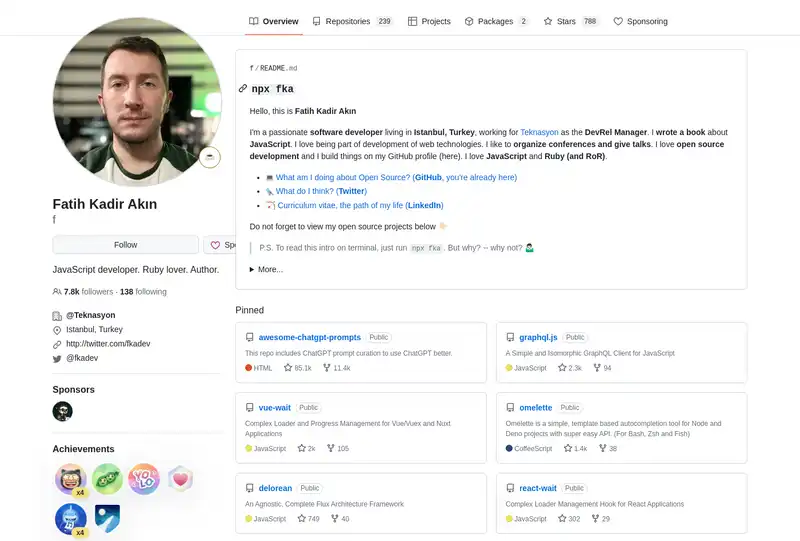 Overview
Repositories 239
Projects
Packages 2
Stars 788
Sponsoring
Fatih Kadir Akın
f
Follow
JavaScript developer. Ruby lover. Author.
7.8k followers · 138 following
@Teknasyon
Istanbul, Turkey
http://twitter.com/fkadev
@fkadev
Sponsors
Achievements
x4
YOLO
x4
f/README.md
npx fka
Hello, this is Fatih Kadir Akın
I'm a passionate software developer living in Istanbul, Turkey, working for Teknasyon as the DevRel Manager. I wrote a book about
JavaScript. I love being part of development of web technologies. I like to organize conferences and give talks. I love open source
development and I build things on my GitHub profile (here). I love JavaScript and Ruby (and RoR).
What am I doing about Open Source? (GitHub, you're already here)
What do I think? (Twitter)
Curriculum vitae, the path of my life (LinkedIn)
Do not forget to view my open source projects below
P.S. To read this intro on terminal, just run npx fka. But why? -- why not?
More...
Pinned
awesome-chatgpt-prompts Public
This repo includes ChatGPT prompt curation to use ChatGPT better.
HTML 85.1k 11.4k
graphql.js Public
A Simple and Isomorphic GraphQL Client for JavaScript
JavaScript 2.3k 94
vue-wait Public
Complex Loader and Progress Management for Vue/Vuex and Nuxt
Applications
JavaScript 2k 105
omelette Public
Omelette is a simple, template based autocompletion tool for Node and
Deno projects with super easy API. (For Bash, Zsh and Fish)
CoffeeScript 1.4k 38
delorean Public
An Agnostic, Complete Flux Architecture Framework
JavaScript 749 40
react-wait Public
Complex Loader Management Hook for React Applications
JavaScript 302 29